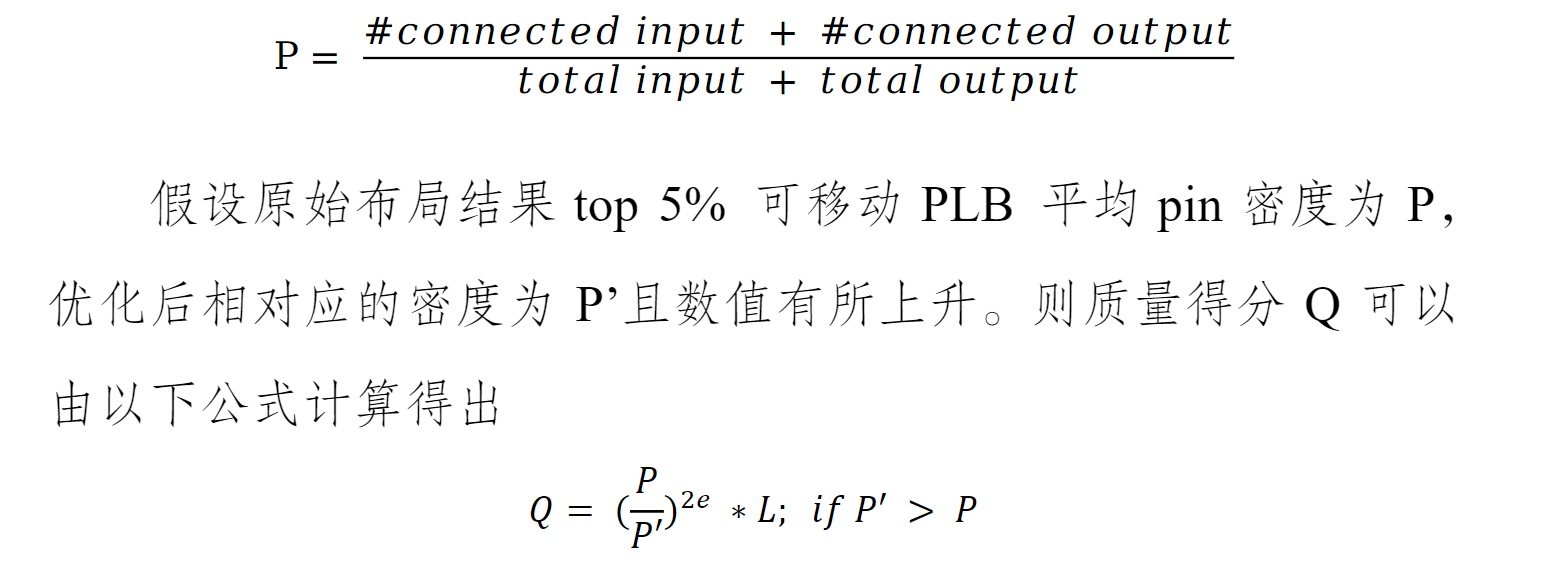 P = (#connected input + #connected output) / (total input + total output)
假设原始布局结果 top 5% 可移动 PLB 平均 pin 密度为 P，
优化后相对应的密度为 P’且数值有所上升。则质量得分 Q 可以
由以下公式计算得出
Q = (P/P′)^{2e} * L; if P′ > P